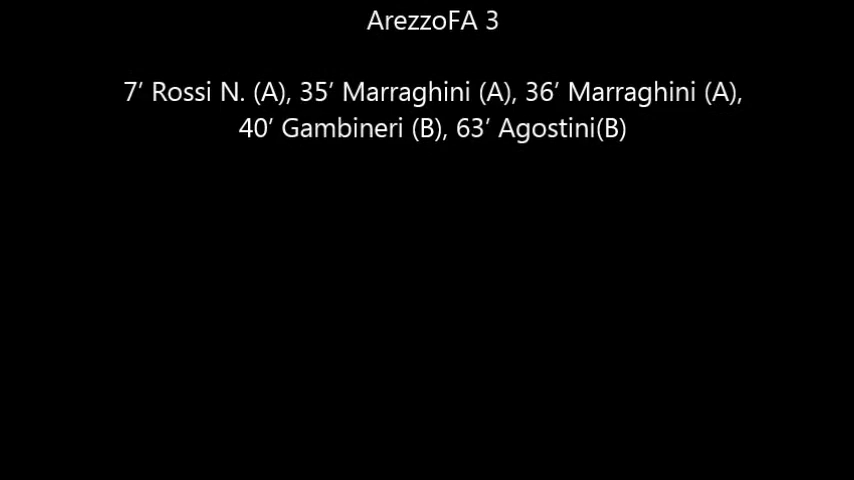 ArezzoFA 3
7’ Rossi N. (A), 35’ Marraghini (A), 36’ Marraghini (A),
40’ Gambineri (B), 63’ Agostini(B)